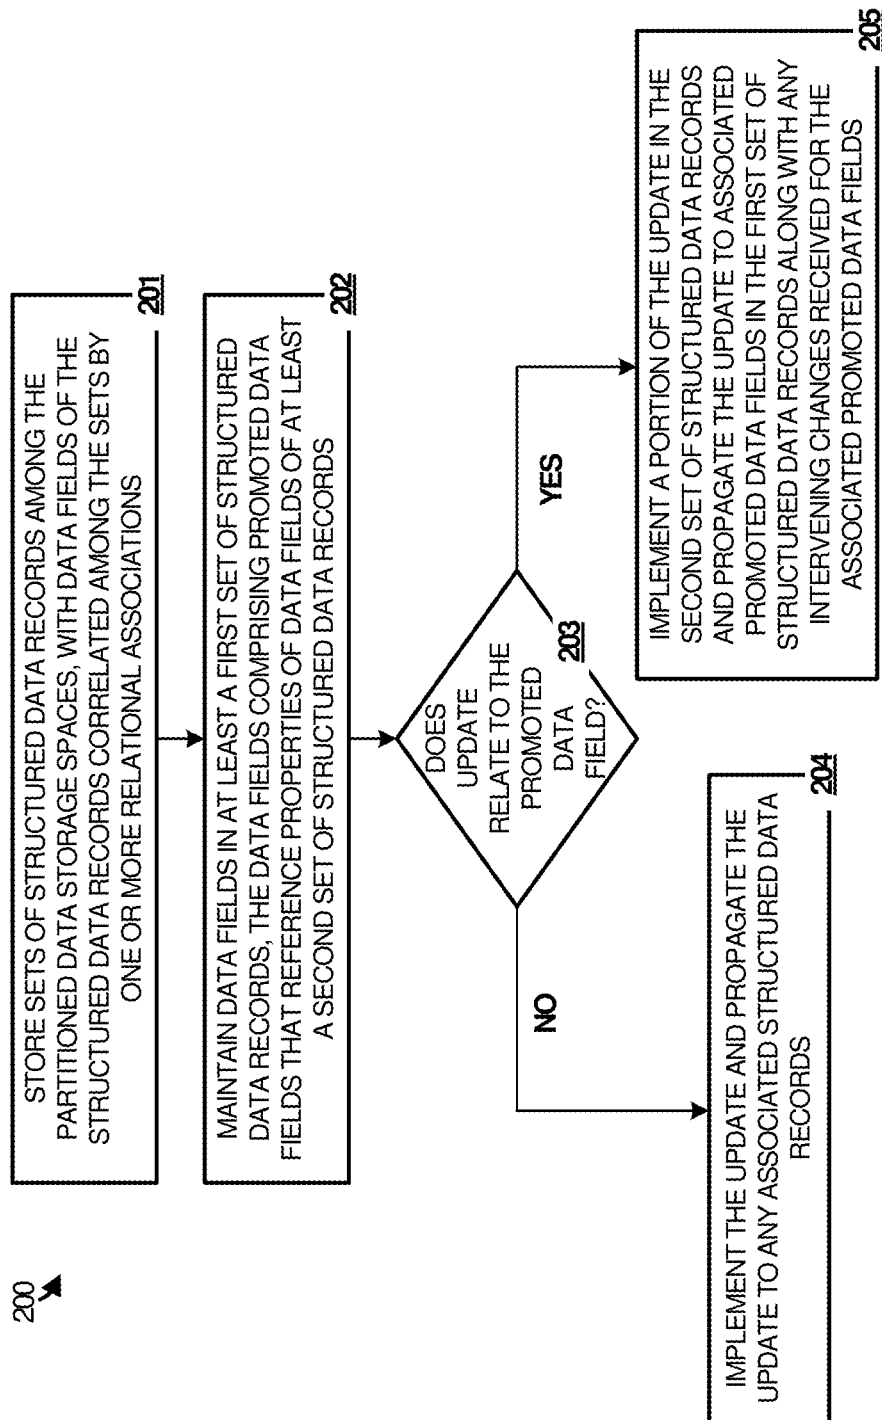 200
STORE SETS OF STRUCTURED DATA RECORDS AMONG THE
PARTITIONED DATA STORAGE SPACES, WITH DATA FIELDS OF THE
STRUCTURED DATA RECORDS CORRELATED AMONG THE SETS BY
ONE OR MORE RELATIONAL ASSOCIATIONS
201
MAINTAIN DATA FIELDS IN AT LEAST A FIRST SET OF STRUCTURED
DATA RECORDS, THE DATA FIELDS COMPRISING PROMOTED DATA
FIELDS THAT REFERENCE PROPERTIES OF DATA FIELDS OF AT LEAST
A SECOND SET OF STRUCTURED DATA RECORDS
202
DOES
UPDATE
RELATE TO THE
PROMOTED
DATA
FIELD?
203
NO
YES
IMPLEMENT THE UPDATE AND PROPAGATE THE
UPDATE TO ANY ASSOCIATED STRUCTURED DATA
RECORDS
204
IMPLEMENT A PORTION OF THE UPDATE IN THE
SECOND SET OF STRUCTURED DATA RECORDS
AND PROPAGATE THE UPDATE TO ASSOCIATED
PROMOTED DATA FIELDS IN THE FIRST SET OF
STRUCTURED DATA RECORDS ALONG WITH ANY
INTERVENING CHANGES RECEIVED FOR THE
ASSOCIATED PROMOTED DATA FIELDS
205